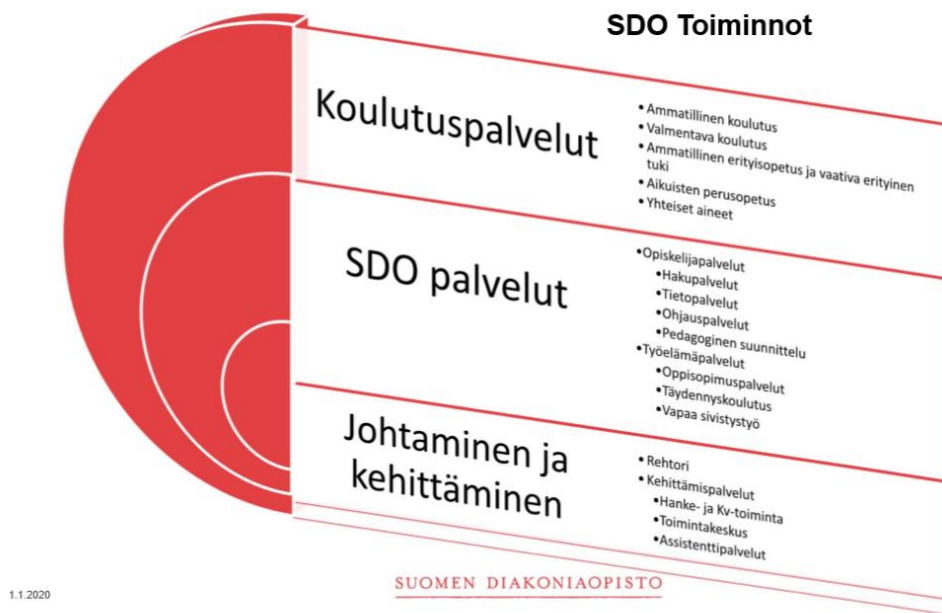 SDO Toiminnot
Koulutuspalvelut
• Ammatillinen koulutus
• Valmentava koulutus
• Ammatillinen erityisopetus ja vaativa erityinen
tuki
• Aikuisten perusopetus
• Yhteiset aineet
SDO palvelut
•Opiskelijapalvelut
•Hakupalvelut
•Tietopalvelut
•Ohjauspalvelut
•Pedagoginen suunnittelu
•Työelämäpalvelut
•Oppisopimuspalvelut
•Täydennyskoulutus
•Vapaa sivistystyö
Johtaminen ja
kehittäminen
• Rehtori
• Kehittämispalvelut
•Hanke- ja Kv-toiminta
•Toimintakeskus
•Assistenttipalvelut
1.1.2020
SUOMEN DIAKONIAOPISTO